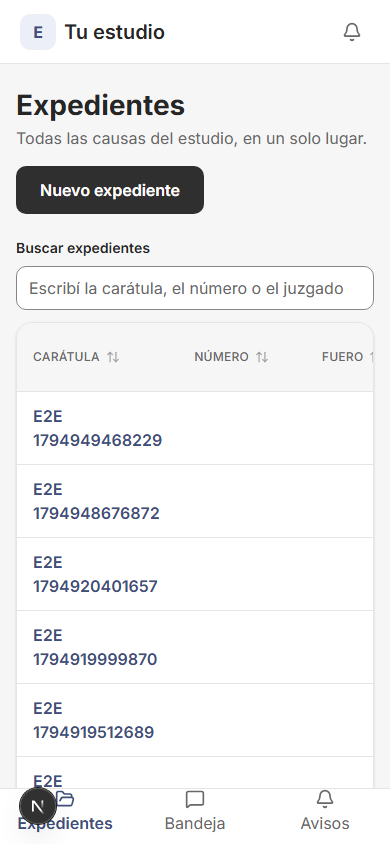 E Tu estudio
Expedientes
Todas las causas del estudio, en un solo lugar.
Nuevo expediente
Buscar expedientes
Escribí la carátula, el número o el juzgado
CARÁTULA NÚMERO FUERO
E2E
1794949468229
E2E
1794948676872
E2E
1794920401657
E2E
1794919999870
E2E
1794919512689
E2E
N
Expedientes Bandeja Avisos